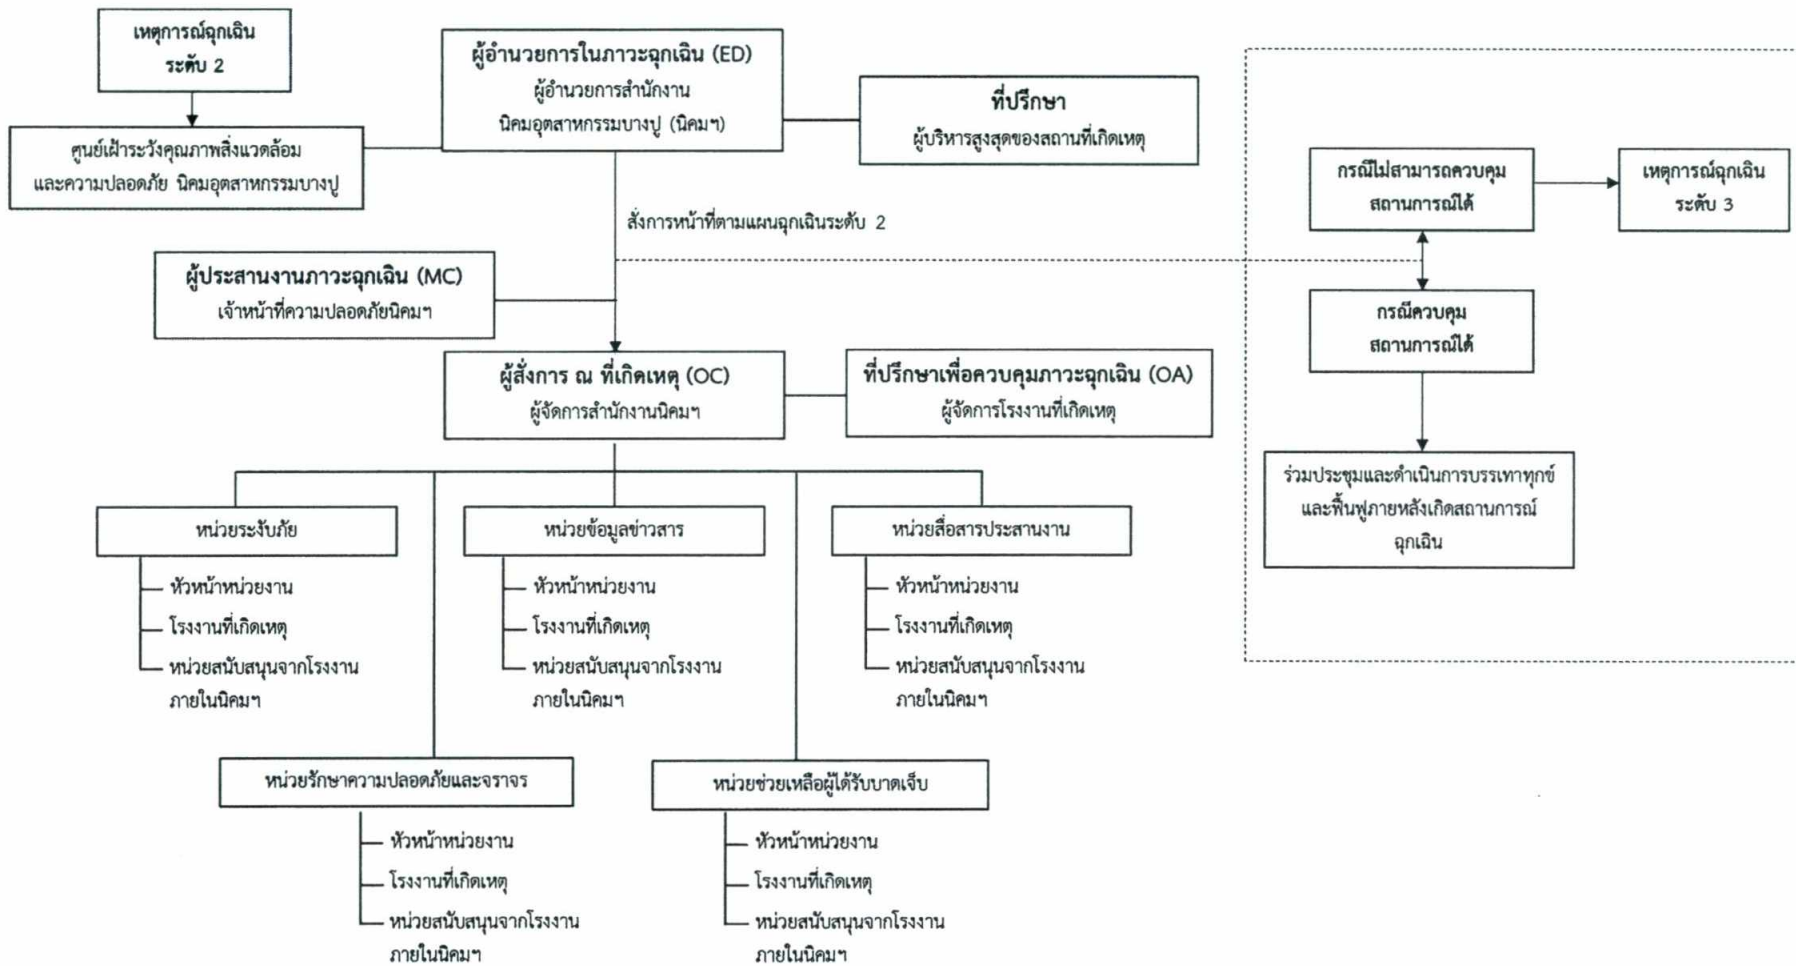 เหตุการณ์ฉุกเฉิน
ระดับ 2
ผู้อำนวยการในภาวะฉุกเฉิน (ED)
ผู้อำนวยการสำนักงาน
นิคมอุตสาหกรรมบางปู (นิคมฯ)
ที่ปรึกษา
ผู้บริหารสูงสุดของสถานที่เกิดเหตุ
ศูนย์เฝ้าระวังคุณภาพสิ่งแวดล้อม
และความปลอดภัย นิคมอุตสาหกรรมบางปู
สั่งการหน้าที่ตามแผนฉุกเฉินระดับ 2
ผู้ประสานงานภาวะฉุกเฉิน (MC)
เจ้าหน้าที่ความปลอดภัยนิคมฯ
ผู้สั่งการ ณ ที่เกิดเหตุ (OC)
ผู้จัดการสำนักงานนิคมฯ
ที่ปรึกษาเพื่อควบคุมภาวะฉุกเฉิน (OA)
ผู้จัดการโรงงานที่เกิดเหตุ
หน่วยระงับภัย
หัวหน้าหน่วยงาน
โรงงานที่เกิดเหตุ
หน่วยสนับสนุนจากโรงงาน
ภายในนิคมฯ
หน่วยข้อมูลข่าวสาร
หัวหน้าหน่วยงาน
โรงงานที่เกิดเหตุ
หน่วยสนับสนุนจากโรงงาน
ภายในนิคมฯ
หน่วยสื่อสารประสานงาน
หัวหน้าหน่วยงาน
โรงงานที่เกิดเหตุ
หน่วยสนับสนุนจากโรงงาน
ภายในนิคมฯ
หน่วยรักษาความปลอดภัยและจราจร
หัวหน้าหน่วยงาน
โรงงานที่เกิดเหตุ
หน่วยสนับสนุนจากโรงงาน
ภายในนิคมฯ
หน่วยช่วยเหลือผู้ได้รับบาดเจ็บ
หัวหน้าหน่วยงาน
โรงงานที่เกิดเหตุ
หน่วยสนับสนุนจากโรงงาน
ภายในนิคมฯ
กรณีไม่สามารถควบคุม
สถานการณ์ได้
เหตุการณ์ฉุกเฉิน
ระดับ 3
กรณีควบคุม
สถานการณ์ได้
ร่วมประชุมและดำเนินการบรรเทาทุกข์
และฟื้นฟูภายหลังเกิดสถานการณ์
ฉุกเฉิน